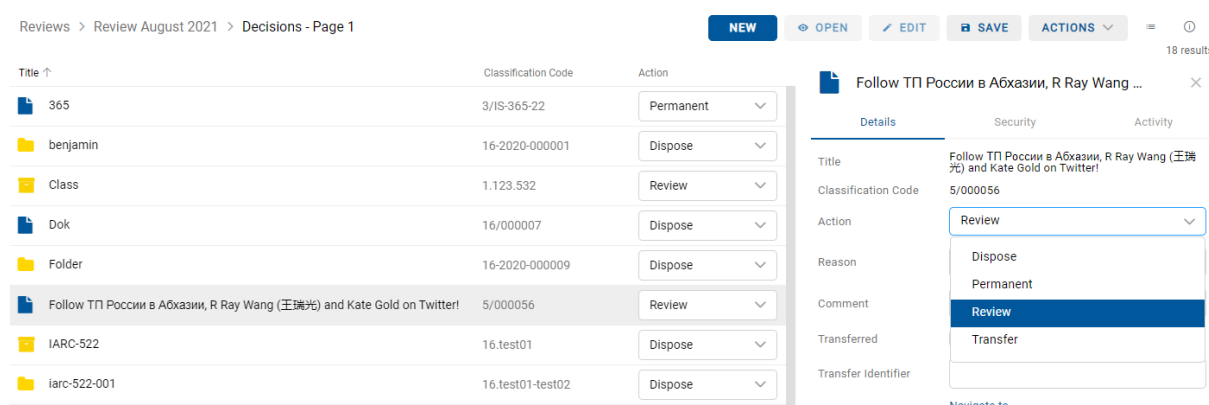 Reviews > Review August 2021 > Decisions - Page 1
NEW
OPEN
EDIT
SAVE
ACTIONS
18 results
Title Classification Code Action
365 3/IS-365-22 Permanent
benjamin 16-2020-000001 Dispose
Class 1.123.532 Review
Dok 16/000007 Dispose
Folder 16-2020-000009 Dispose
Follow ТП России в Абхазии, R Ray Wang (王瑞光) and Kate Gold on Twitter! 5/000056 Review
IARC-522 16.test01 Dispose
iarc-522-001 16.test01-test02 Dispose
Follow ТП России в Абхазии, R Ray Wang ...
Details Security Activity
Title Follow ТП России в Абхазии, R Ray Wang (王瑞
光) and Kate Gold on Twitter!
Classification Code 5/000056
Action Review
Reason
Dispose
Permanent
Comment
Review
Transferred
Transfer
Transfer Identifier
Navigate to